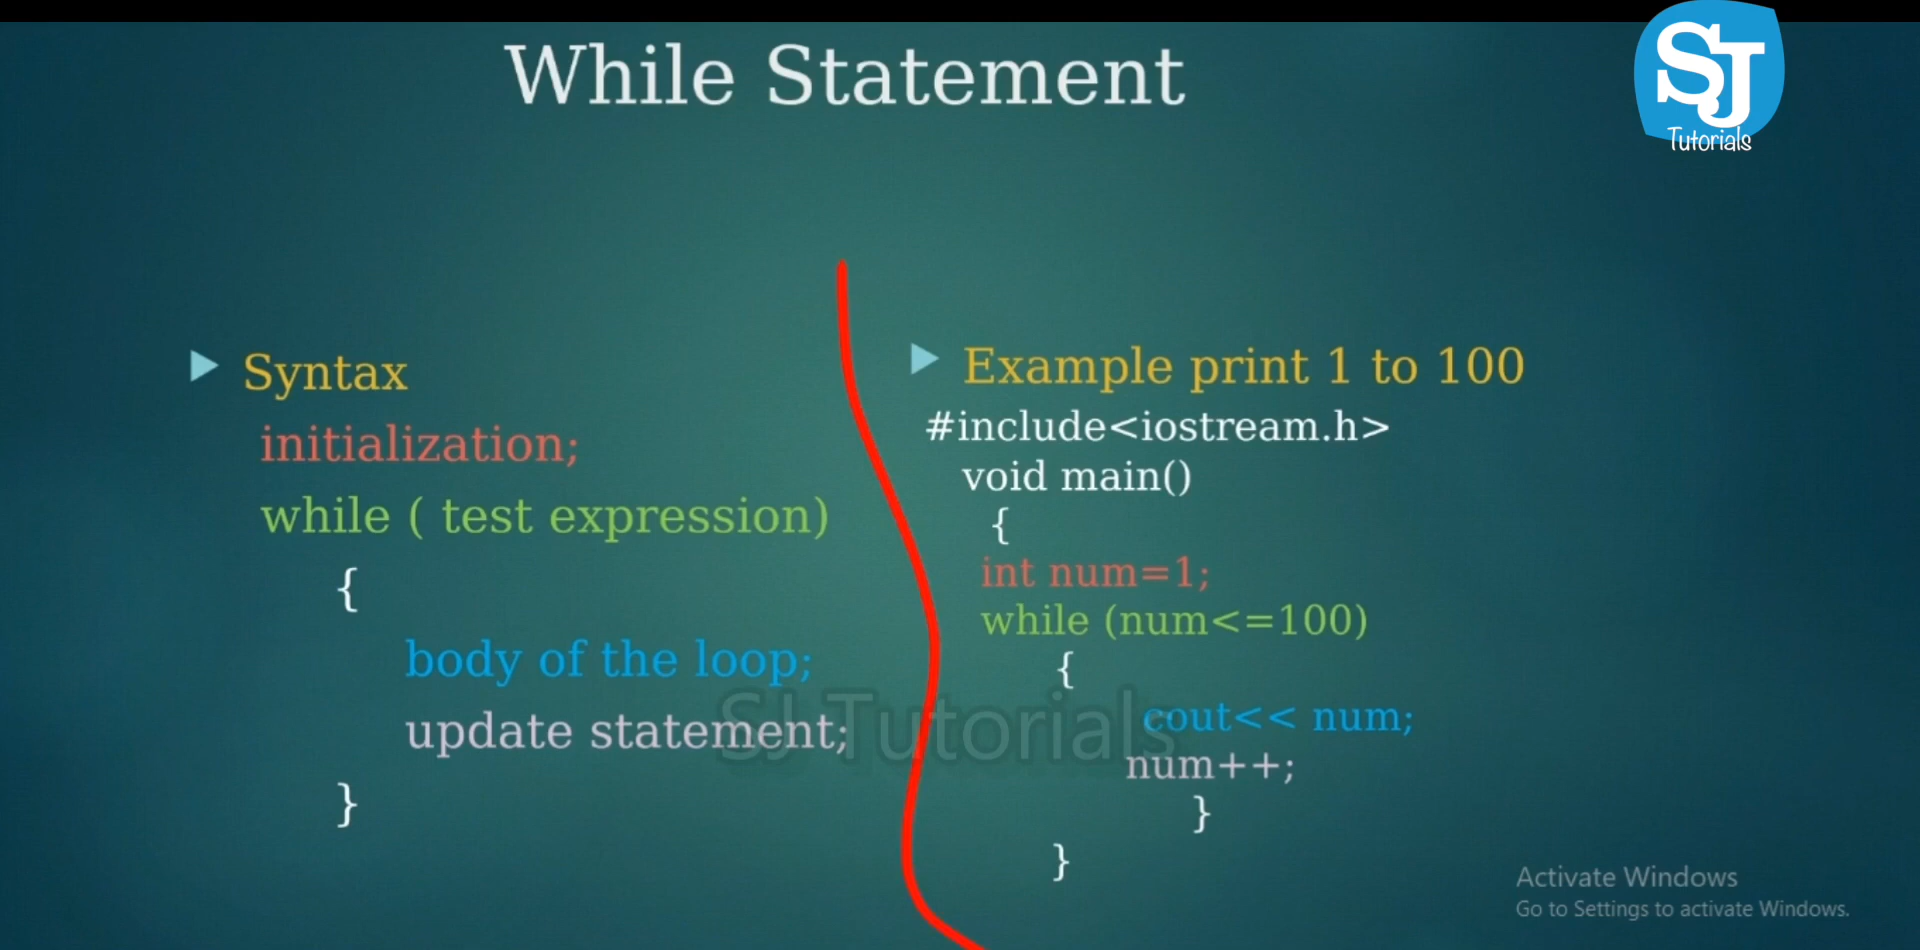 While Statement
SJ
Tutorials
Syntax
initialization;
while ( test expression)
{
body of the loop;
update statement;
}
Example print 1 to 100
#include<iostream.h>
void main()
{
int num=1;
while (num<=100)
{
cout<< num;
num++;
}
}
SJ Tutorials
Activate Windows
Go to Settings to activate Windows.